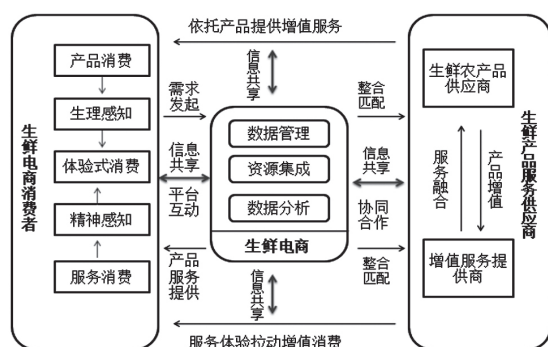 依托产品提供增值服务
生鲜电商消费者
产品消费
生理感知
体验式消费
精神感知
服务消费
需求
发起
信息
共享
平台
互动
产品
服务
提供
信息共享
数据管理
资源集成
数据分析
生鲜电商
信息共享
整合
匹配
信息
共享
协同
合作
整合
匹配
生鲜农产品
供应商
服务融合
产品增值
增值服务提
供商
生鲜产品服务供应商
服务体验拉动增值消费